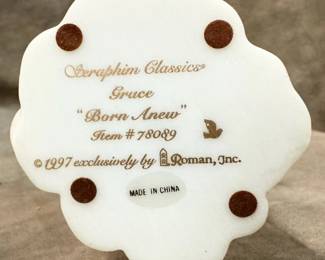 Seraphim Classics®
Grace
"Born Anew"
Item # 78089
©1997 exclusively by Roman, Inc.
MADE IN CHINA